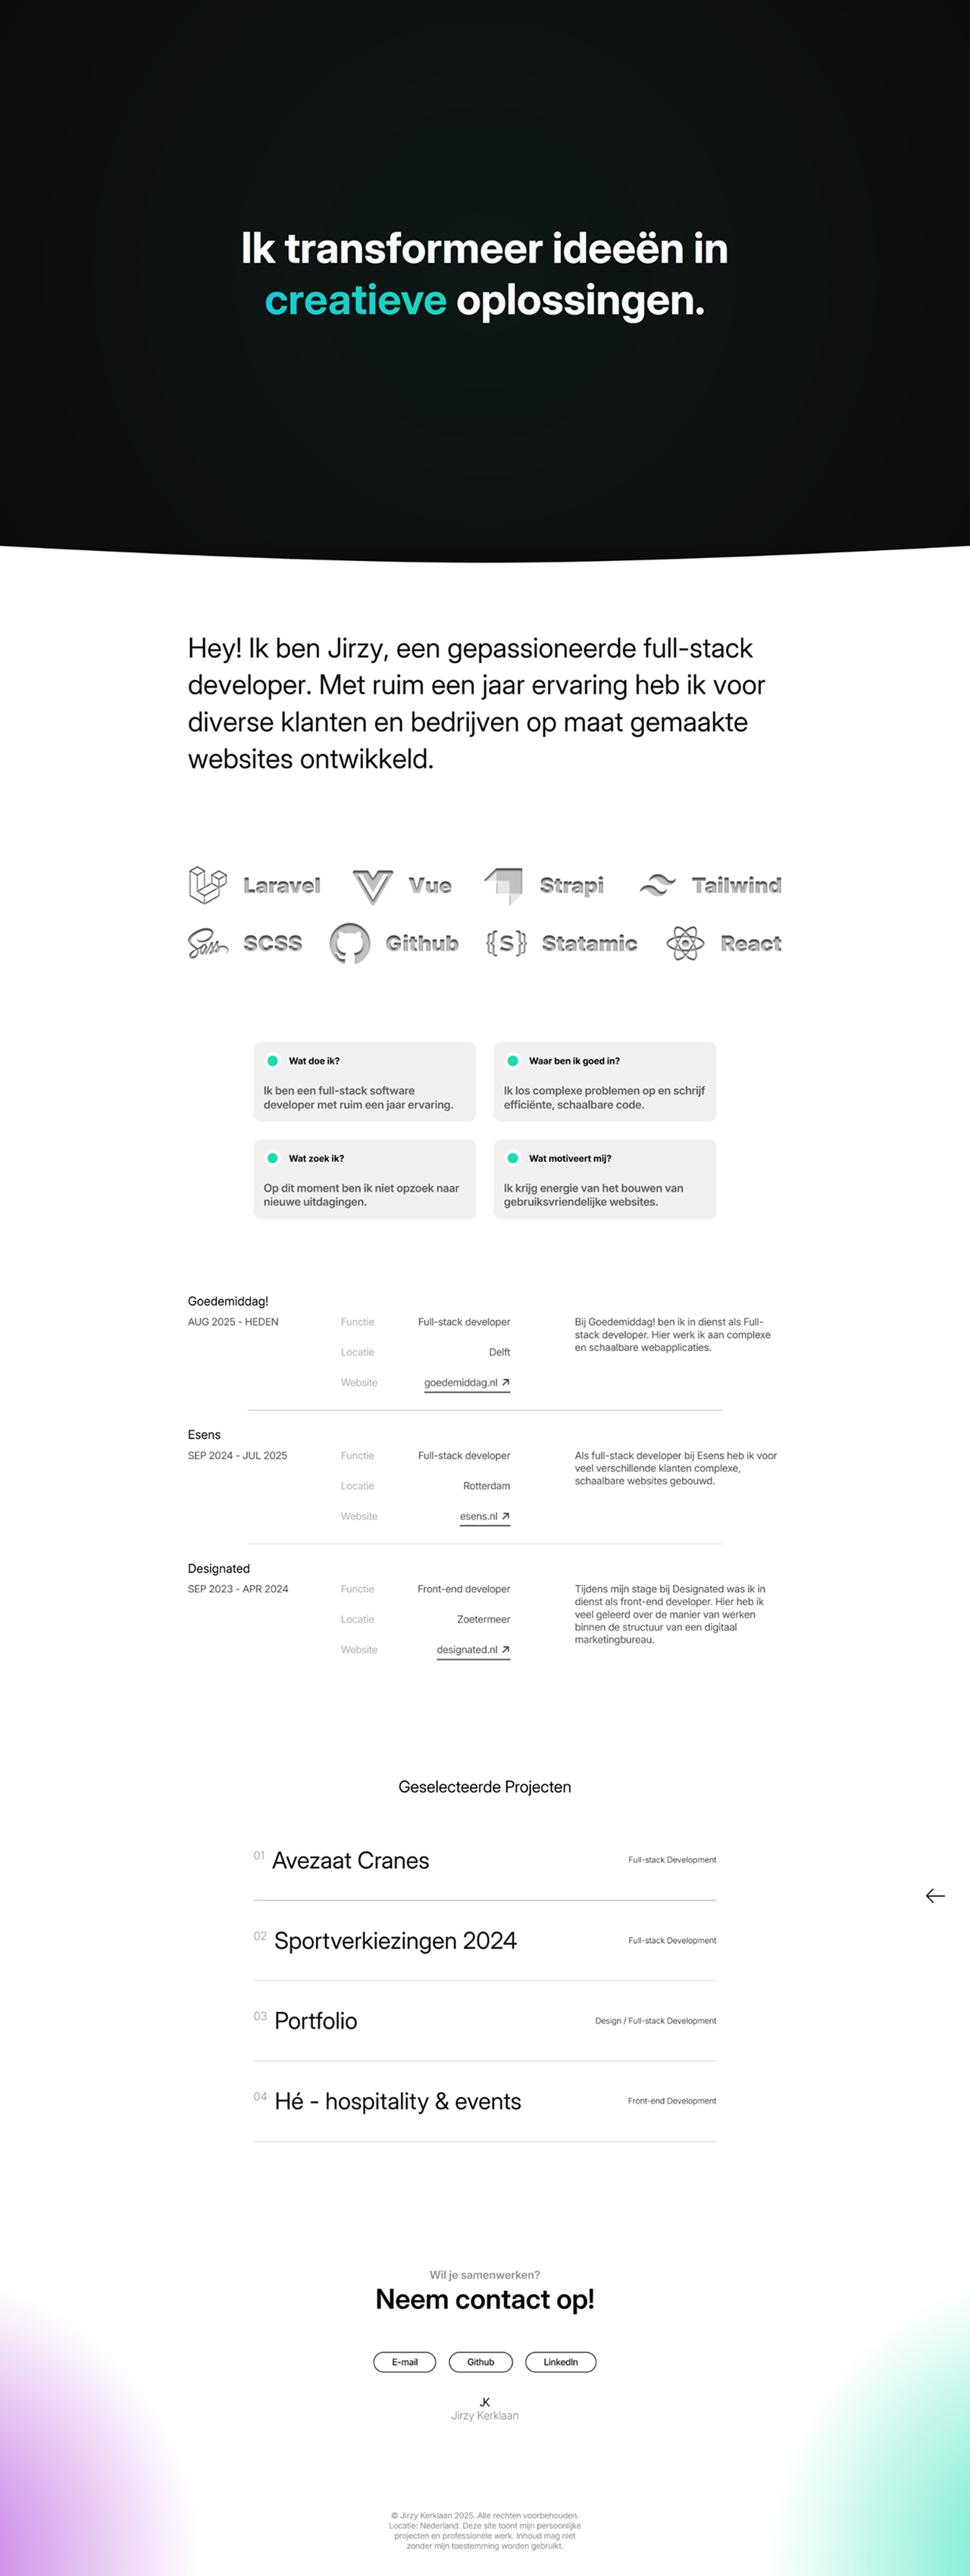 Ik transformeer ideeën in
creatieve oplossingen.
Hey! Ik ben Jirzy, een gepassioneerde full-stack
developer. Met ruim een jaar ervaring heb ik voor
diverse klanten en bedrijven op maat gemaakte
websites ontwikkeld.
Laravel Vue Strapi Tailwind
Sass SCSS Github {S} Statamic React
Wat doe ik?
Ik ben een full-stack software
developer met ruim een jaar ervaring.
Waar ben ik goed in?
Ik los complexe problemen op en schrijf
efficiënte, schaalbare code.
Wat zoek ik?
Op dit moment ben ik niet opzoek naar
nieuwe uitdagingen.
Wat motiveert mij?
Ik krijg energie van het bouwen van
gebruiksvriendelijke websites.
Goedemiddag!
AUG 2025 - HEDEN
Functie Full-stack developer
Locatie Delft
Website goedemiddag.nl
Bij Goedemiddag! ben ik in dienst als Full-
stack developer. Hier werk ik aan complexe
en schaalbare webapplicaties.
Esens
SEP 2024 - JUL 2025
Functie Full-stack developer
Locatie Rotterdam
Website esens.nl
Als full-stack developer bij Esens heb ik voor
veel verschillende klanten complexe,
schaalbare websites gebouwd.
Designated
SEP 2023 - APR 2024
Functie Front-end developer
Locatie Zoetermeer
Website designated.nl
Tijdens mijn stage bij Designated was ik in
dienst als front-end developer. Hier heb ik
veel geleerd over de manier van werken
binnen de structuur van een digitaal
marketingbureau.
Geselecteerde Projecten
01 Avezaat Cranes Full-stack Development
02 Sportverkiezingen 2024 Full-stack Development
03 Portfolio Design / Full-stack Development
04 Hé - hospitality & events Front-end Development
Wil je samenwerken?
Neem contact op!
E-mail Github LinkedIn
JK
Jirzy Kerklaan
© Jirzy Kerklaan 2025. Alle rechten voorbehouden.
Locatie: Nederland. Deze site toont mijn persoonlijke
projecten en professionele werk. Inhoud mag niet
zonder mijn toestemming worden gebruikt.